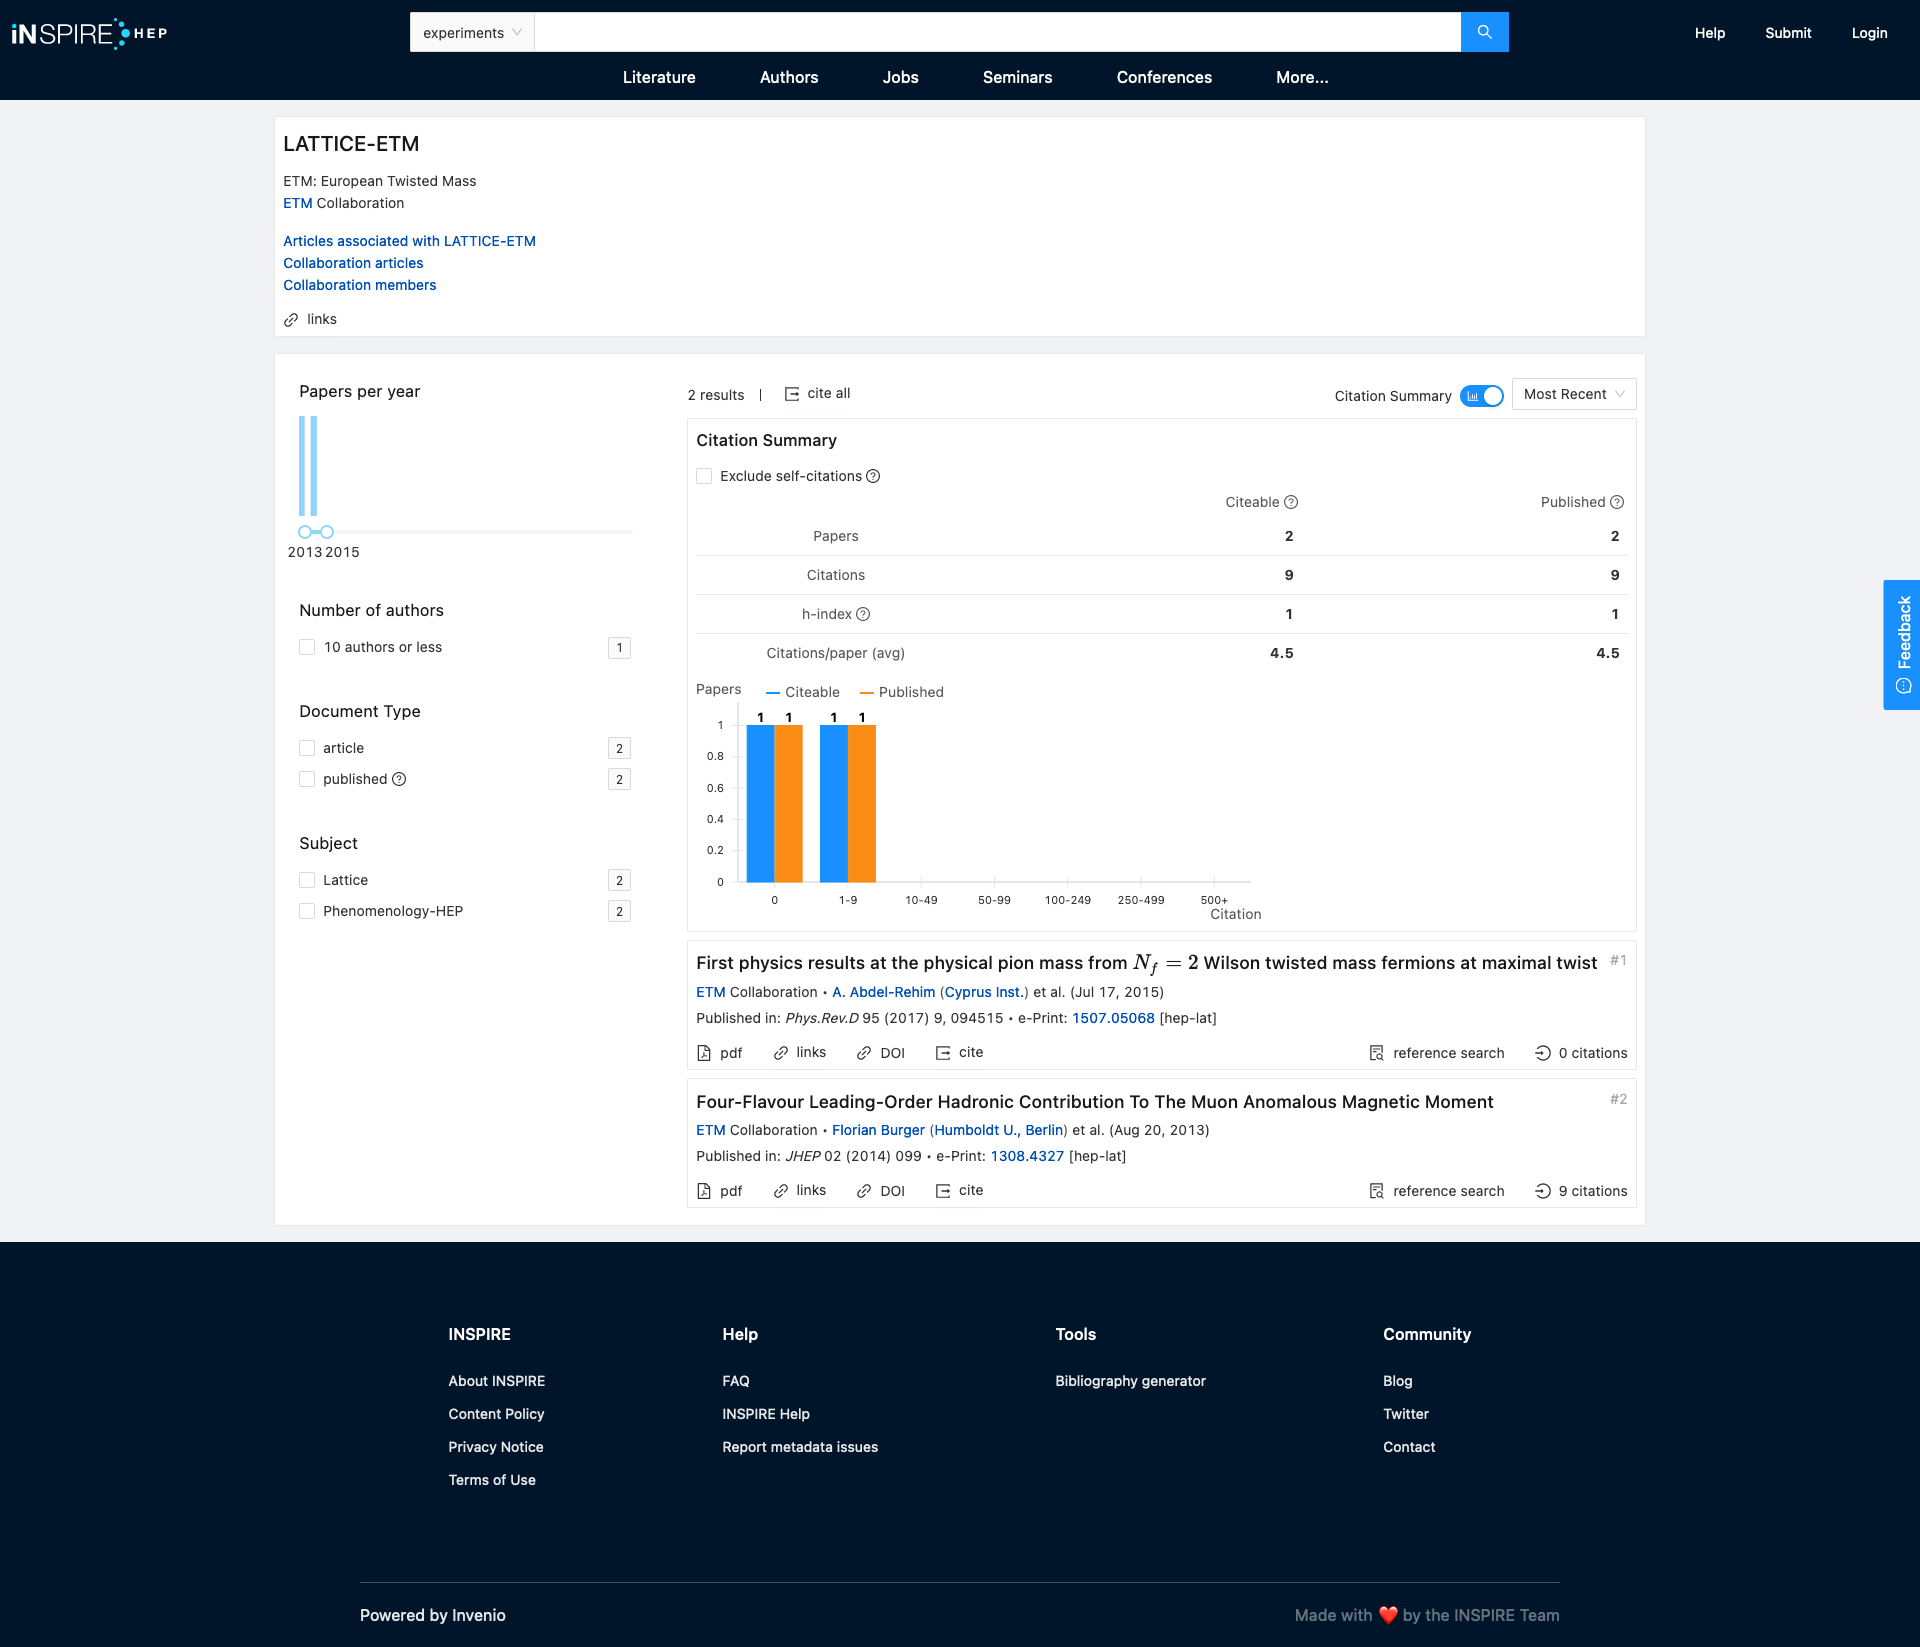 iNSPIRE HEP
experiments
Help
Submit
Login
Literature
Authors
Jobs
Seminars
Conferences
More...
LATTICE-ETM
ETM: European Twisted Mass
ETM Collaboration
Articles associated with LATTICE-ETM
Collaboration articles
Collaboration members
links
Papers per year
2013 2015
Number of authors
10 authors or less 1
Document Type
article 2
published 2
Subject
Lattice 2
Phenomenology-HEP 2
2 results | cite all
Citation Summary
Most Recent
Citation Summary
Exclude self-citations
Citeable Published
Papers 2 2
Citations 9 9
h-index 1 1
Citations/paper (avg) 4.5 4.5
Papers Citeable Published
1 1 1 1
1
0.8
0.6
0.4
0.2
0
0 1-9 10-49 50-99 100-249 250-499 500+
Citation
First physics results at the physical pion mass from N_f = 2 Wilson twisted mass fermions at maximal twist #1
ETM Collaboration • A. Abdel-Rehim (Cyprus Inst.) et al. (Jul 17, 2015)
Published in: Phys.Rev.D 95 (2017) 9, 094515 • e-Print: 1507.05068 [hep-lat]
pdf links DOI cite reference search 0 citations
Four-Flavour Leading-Order Hadronic Contribution To The Muon Anomalous Magnetic Moment #2
ETM Collaboration • Florian Burger (Humboldt U., Berlin) et al. (Aug 20, 2013)
Published in: JHEP 02 (2014) 099 • e-Print: 1308.4327 [hep-lat]
pdf links DOI cite reference search 9 citations
Feedback
INSPIRE
About INSPIRE
Content Policy
Privacy Notice
Terms of Use
Help
FAQ
INSPIRE Help
Report metadata issues
Tools
Bibliography generator
Community
Blog
Twitter
Contact
Powered by Invenio
Made with ❤️ by the INSPIRE Team